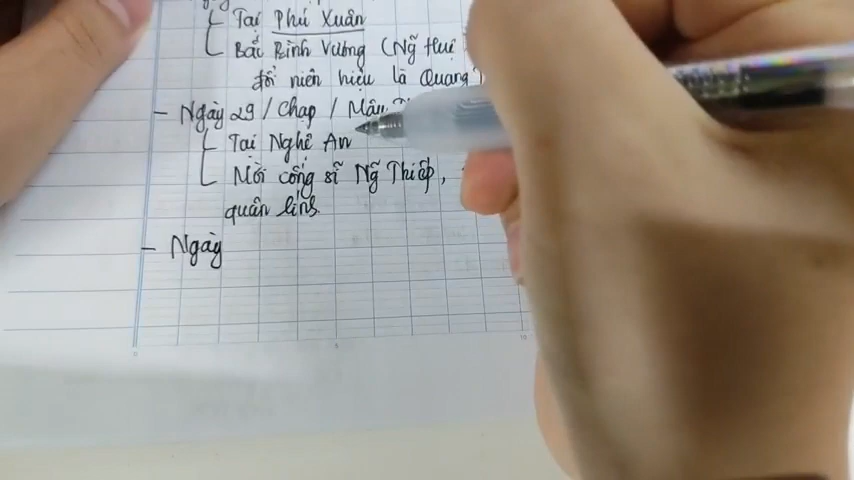 Tại Phú Xuân
Bắc Bình Vương (Ng̃ Huệ
đổi niên hiệu là Quang
- Ngày 29 / Chạp / Mậu
Tại Nghệ An
Mời cống sĩ Ng̃ Thiếp,
quân lính
- Ngày